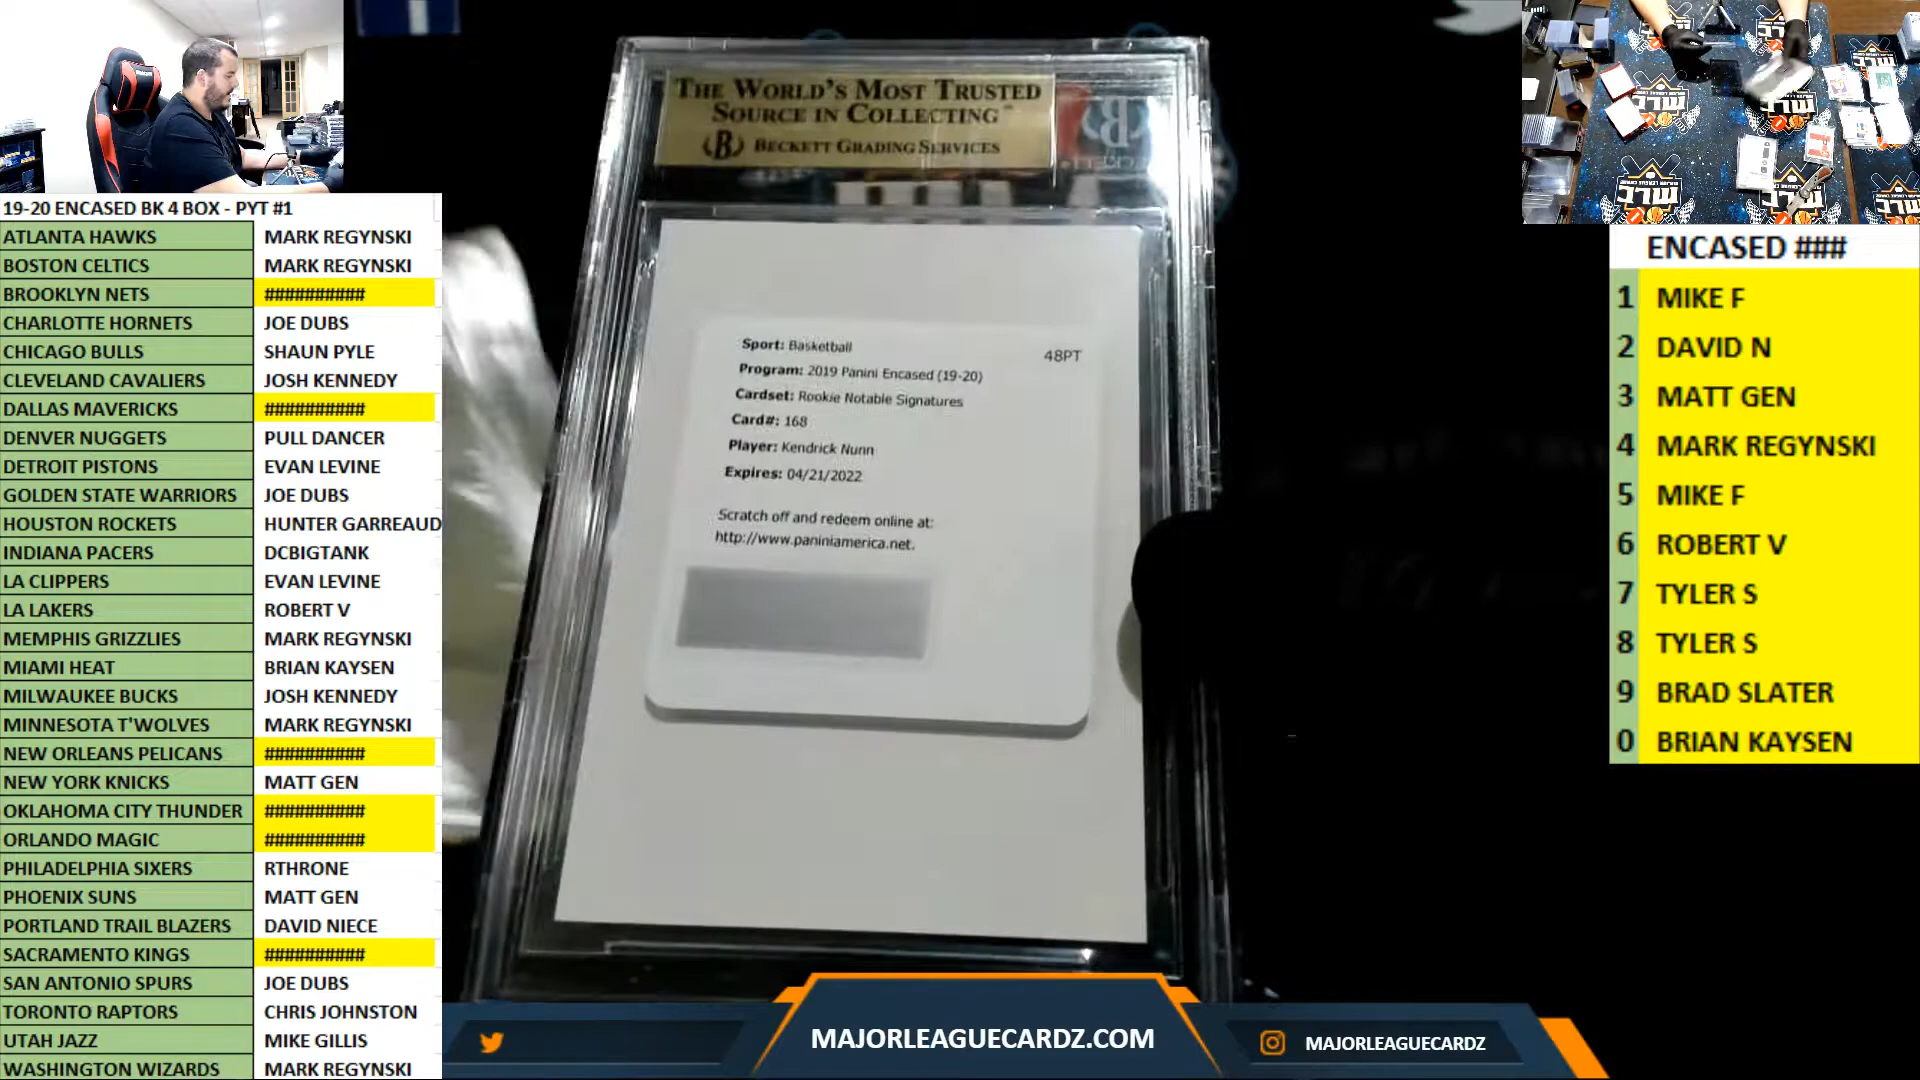 19-20 ENCASED BK 4 BOX - PYT #1
ATLANTA HAWKS MARK REGYNSKI
BOSTON CELTICS MARK REGYNSKI
BROOKLYN NETS ##########
CHARLOTTE HORNETS JOE DUBS
CHICAGO BULLS SHAUN PYLE
CLEVELAND CAVALIERS JOSH KENNEDY
DALLAS MAVERICKS ##########
DENVER NUGGETS PULL DANCER
DETROIT PISTONS EVAN LEVINE
GOLDEN STATE WARRIORS JOE DUBS
HOUSTON ROCKETS HUNTER GARREAUD
INDIANA PACERS DCBIGTANK
LA CLIPPERS EVAN LEVINE
LA LAKERS ROBERT V
MEMPHIS GRIZZLIES MARK REGYNSKI
MIAMI HEAT BRIAN KAYSEN
MILWAUKEE BUCKS JOSH KENNEDY
MINNESOTA T'WOLVES MARK REGYNSKI
NEW ORLEANS PELICANS ##########
NEW YORK KNICKS MATT GEN
OKLAHOMA CITY THUNDER ##########
ORLANDO MAGIC ##########
PHILADELPHIA SIXERS RTHRONE
PHOENIX SUNS MATT GEN
PORTLAND TRAIL BLAZERS DAVID NIECE
SACRAMENTO KINGS ##########
SAN ANTONIO SPURS JOE DUBS
TORONTO RAPTORS CHRIS JOHNSTON
UTAH JAZZ MIKE GILLIS
WASHINGTON WIZARDS MARK REGYNSKI
THE WORLD'S MOST TRUSTED
SOURCE IN COLLECTING™
B BECKETT GRADING SERVICES
Sport: Basketball
48PT
Program: 2019 Panini Encased (19-20)
Cardset: Rookie Notable Signatures
Card#: 168
Player: Kendrick Nunn
Expires: 04/21/2022
Scratch off and redeem online at:
http://www.paniniamerica.net.
ENCASED ###
1 MIKE F
2 DAVID N
3 MATT GEN
4 MARK REGYNSKI
5 MIKE F
6 ROBERT V
7 TYLER S
8 TYLER S
9 BRAD SLATER
0 BRIAN KAYSEN
MAJORLEAGUECARDZ.COM
MAJORLEAGUECARDZ